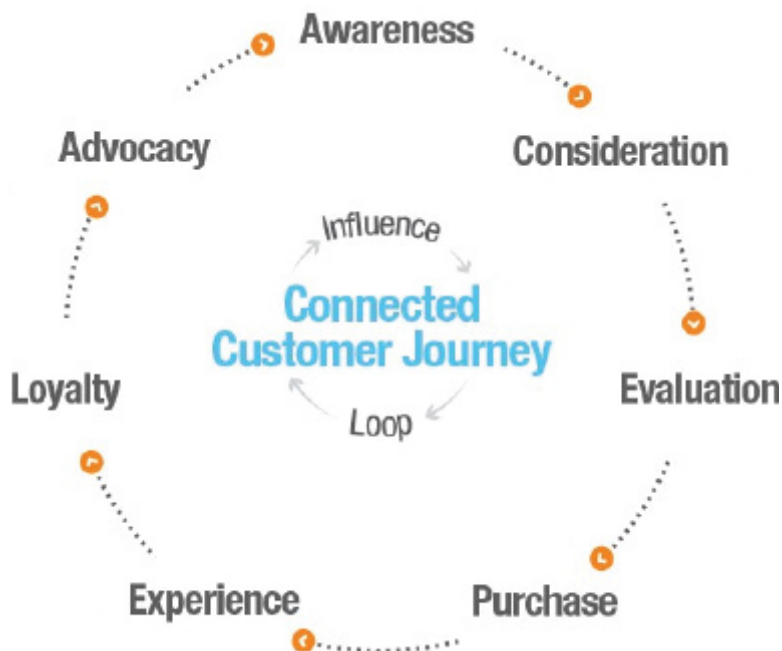 Awareness
Consideration
Evaluation
Purchase
Experience
Loyalty
Advocacy
Influence
Connected
Customer Journey
Loop